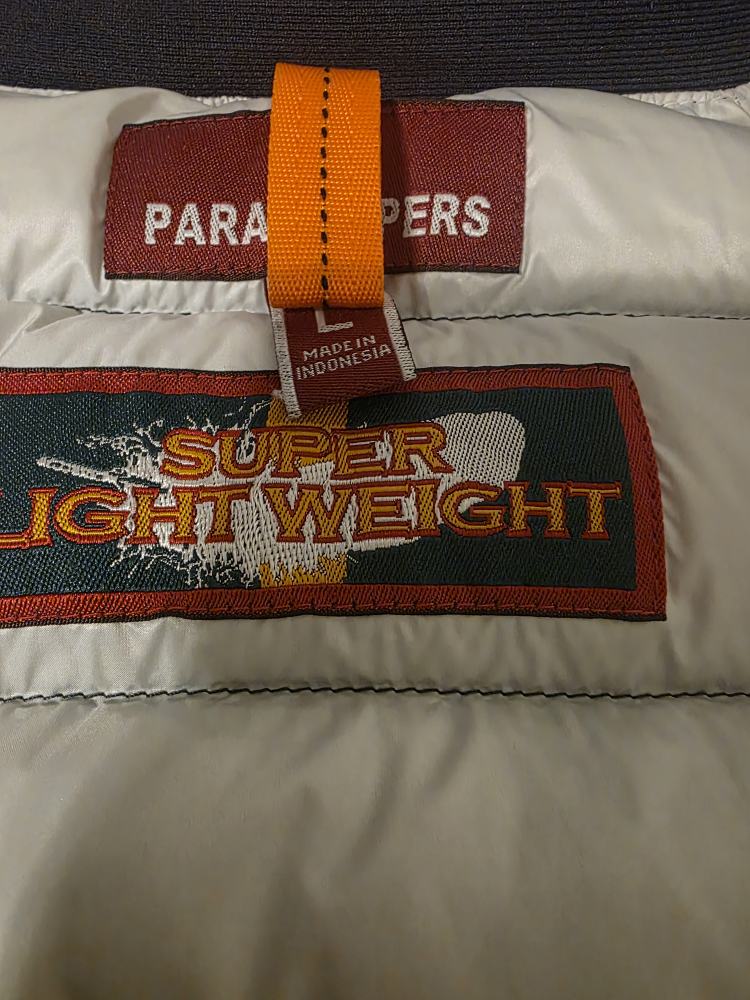 PARA PERS
L
MADE IN
INDONESIA
SUPER
LIGHTWEIGHT